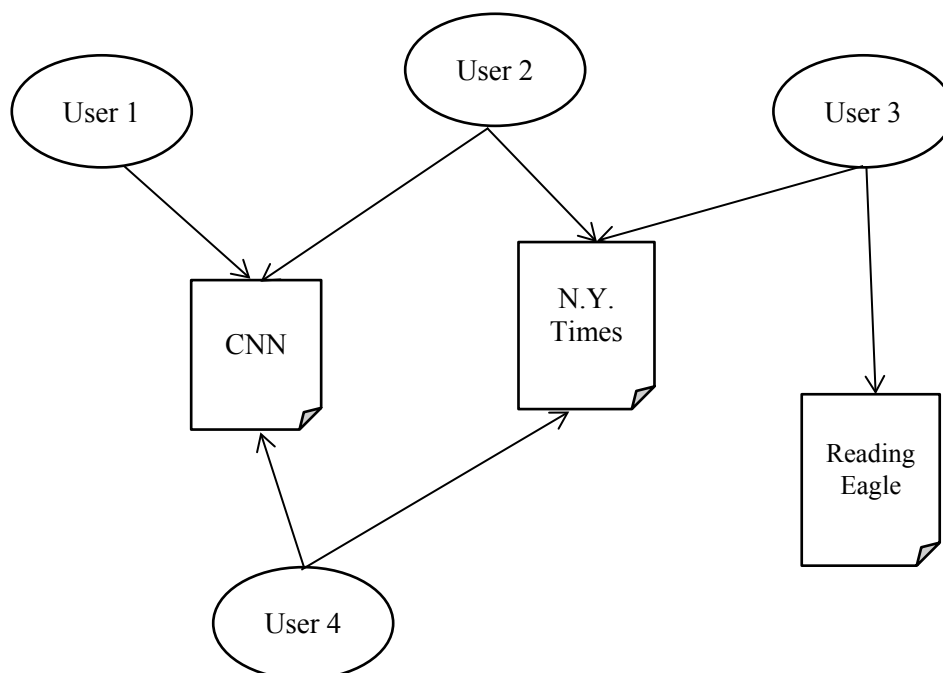 User 1
User 2
User 3
CNN
N.Y.
Times
Reading
Eagle
User 4